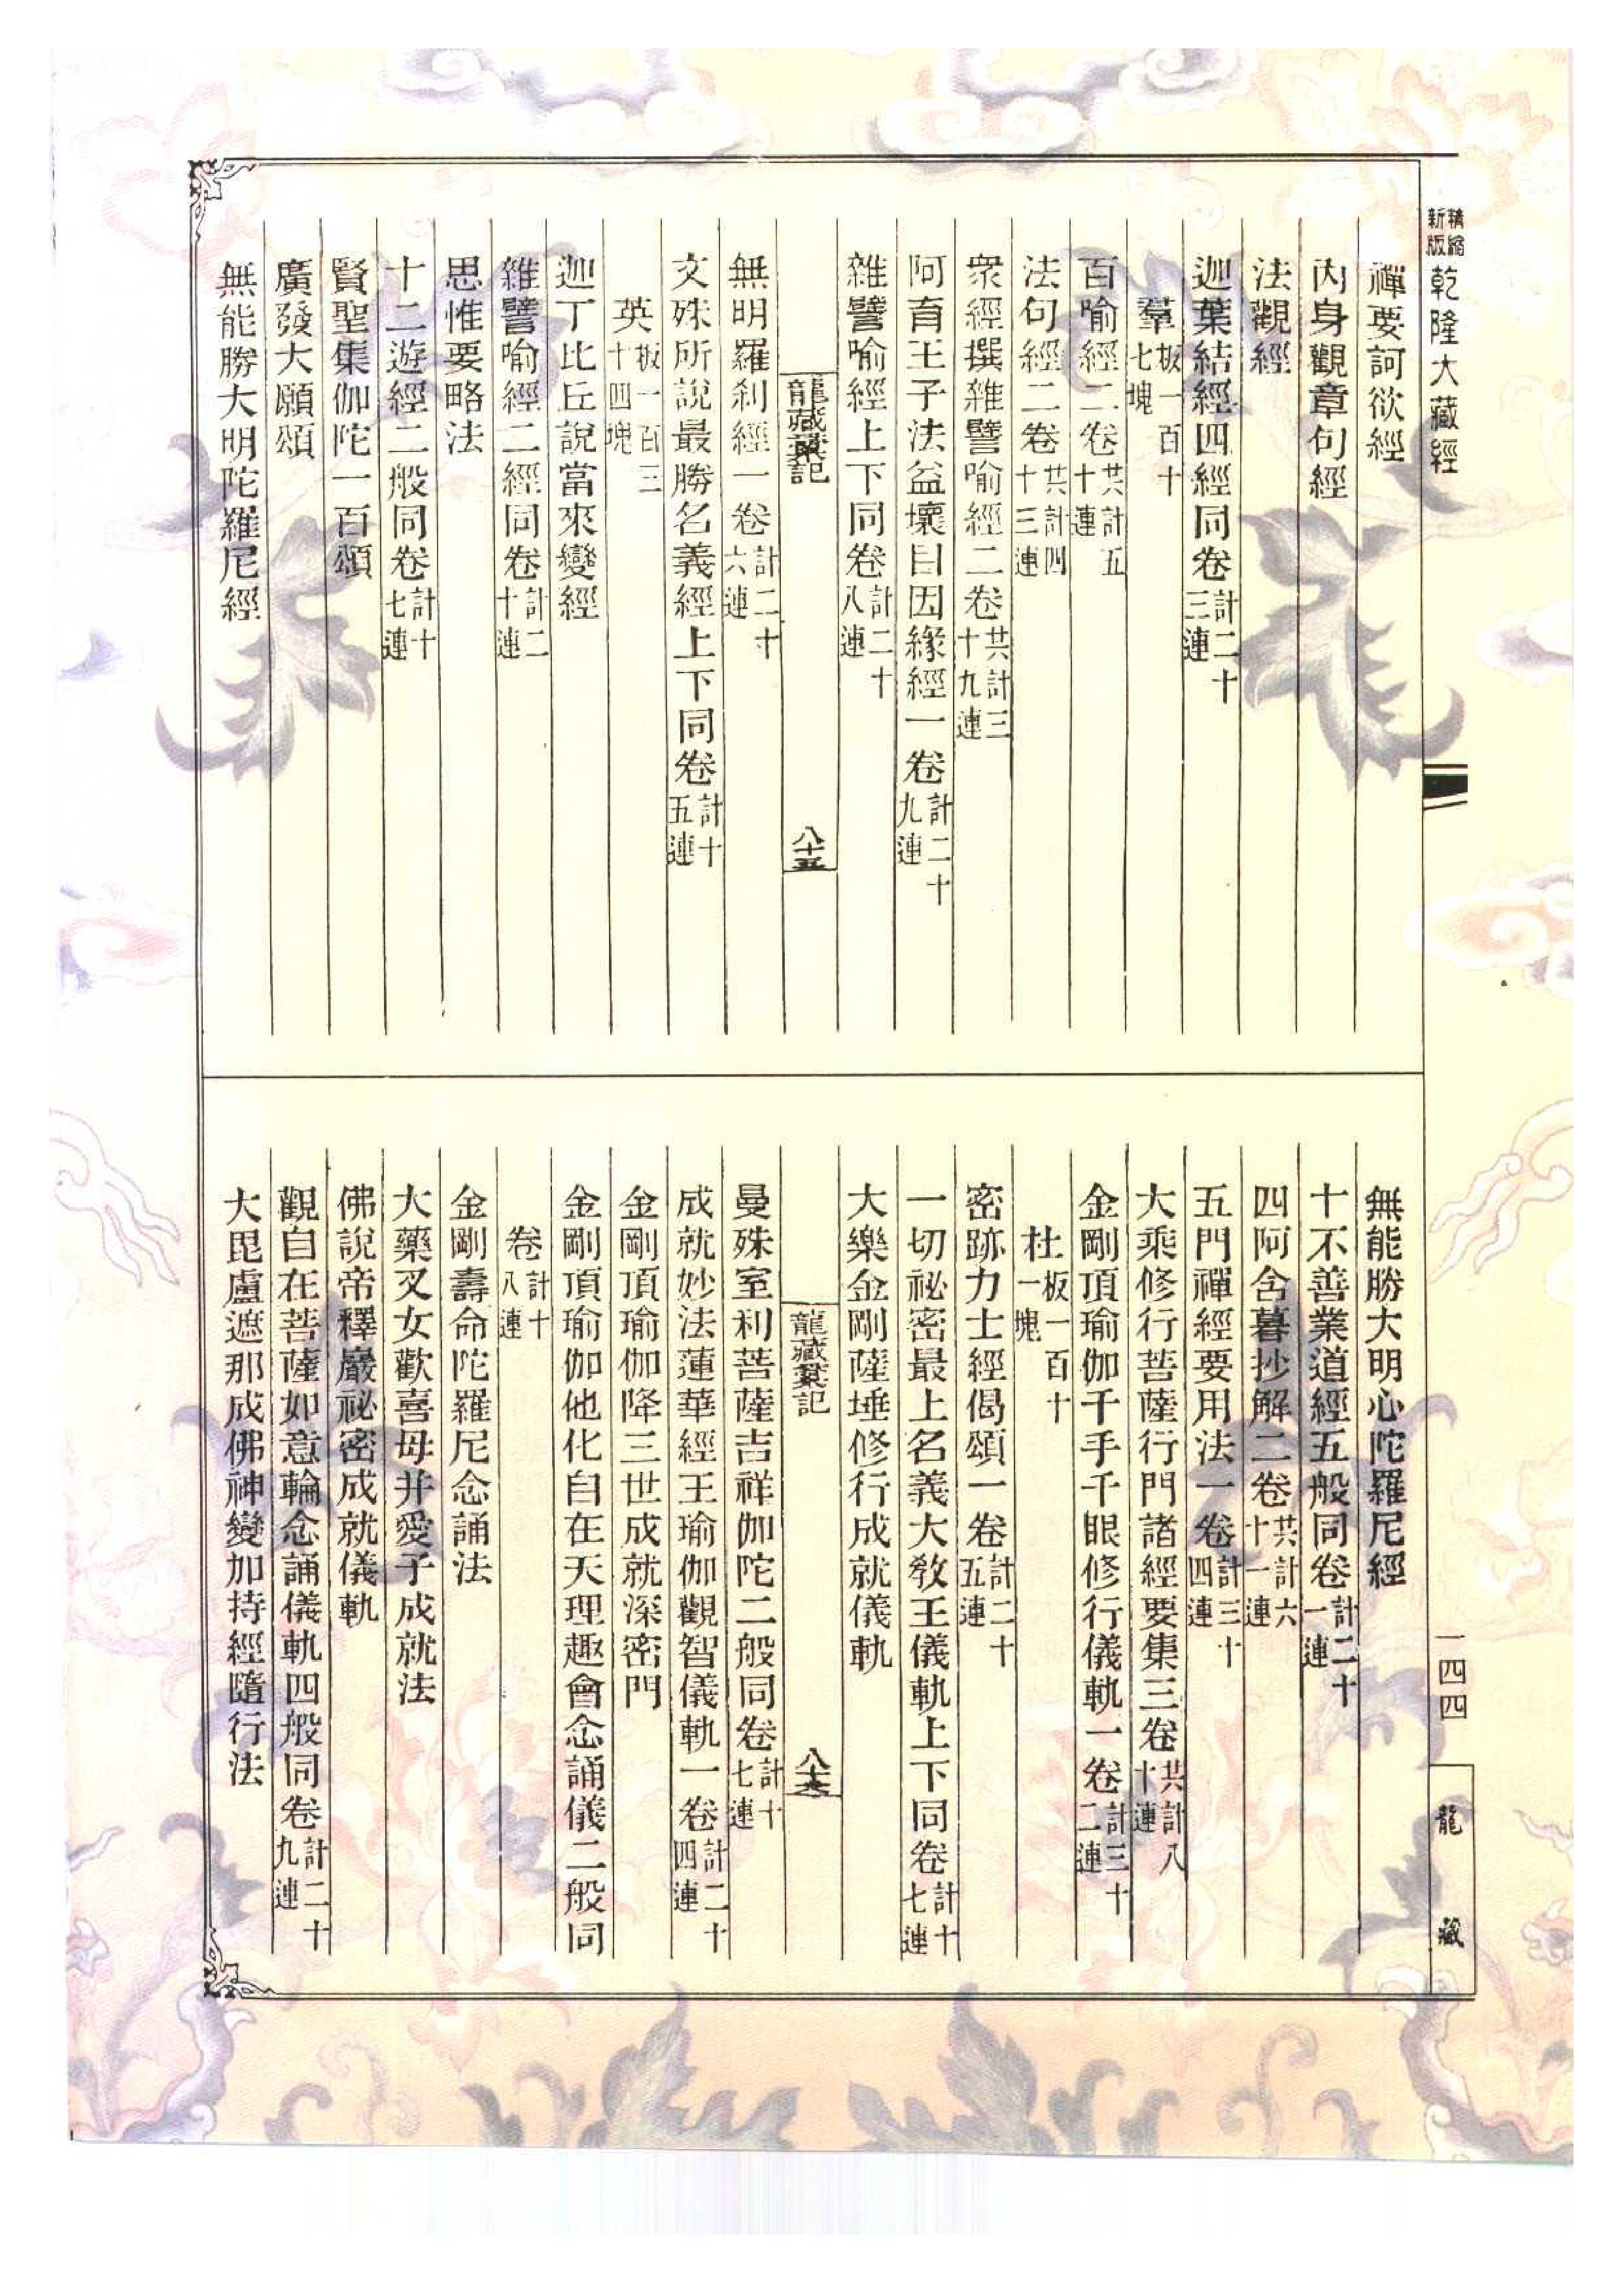 精縮新版乾隆大藏經
禪要訶欲經
內身觀章句經
法觀經
迦葉結經四經同卷計二十三連
羣板一百十七塊
百喻經二卷共計五十連
法句經二卷共計四十三連
衆經撰雜譬喻經二卷共計三十九連
阿育王子法益壞目因緣經一卷計二十九連
雜譬喻經上下同卷計二十八連
龍藏彚記 八十五
無明羅刹經一卷計二十六連
文殊所說最勝名義經上下同卷計十五連
英板一百三十四塊
迦丁比丘說當來變經
雜譬喻經二經同卷計二十連
思惟要略法
十二遊經二般同卷計十七連
賢聖集伽陀一百頌
廣發大願頌
無能勝大明陀羅尼經
無能勝大明心陀羅尼經
十不善業道經五般同卷計二十一連
四阿含暮抄解二卷共計六十一連
五門禪經要用法一卷計三十四連
大乘修行菩薩行門諸經要集三卷共計八十連
金剛頂瑜伽千手千眼修行儀軌一卷計三十二連
杜板一百十一塊
密跡力士經偈頌一卷計二十五連
一切祕密最上名義大教王儀軌上下同卷計十七連
大樂金剛薩埵修行成就儀軌
龍藏彚記 八十六
曼殊室利菩薩吉祥伽陀二般同卷計十七連
成就妙法蓮華經王瑜伽觀智儀軌一卷計二十四連
金剛頂瑜伽降三世成就深密門
金剛頂瑜伽他化自在天理趣會念誦儀二般同
卷計十八連
金剛壽命陀羅尼念誦法
大藥叉女歡喜母并愛子成就法
佛說帝釋巖祕密成就儀軌
觀自在菩薩如意輪念誦儀軌四般同卷計二十九連
大毘盧遮那成佛神變加持經隨行法
一四四
龍藏